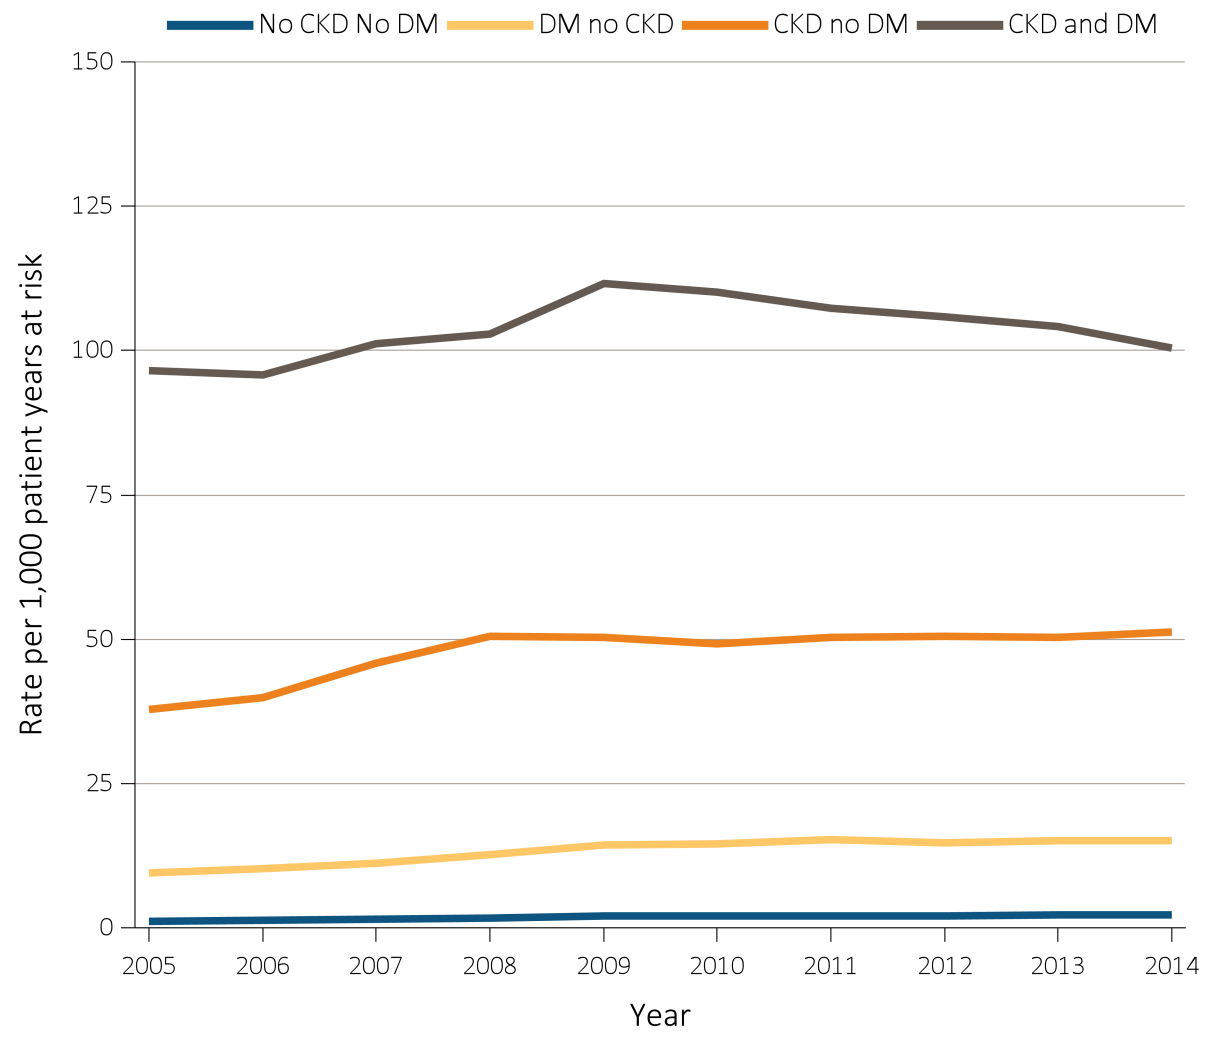 No CKD No DM DM no CKD CKD no DM CKD and DM
150
125
100
75
50
25
0
Rate per 1,000 patient years at risk
2005 2006 2007 2008 2009 2010 2011 2012 2013 2014
Year